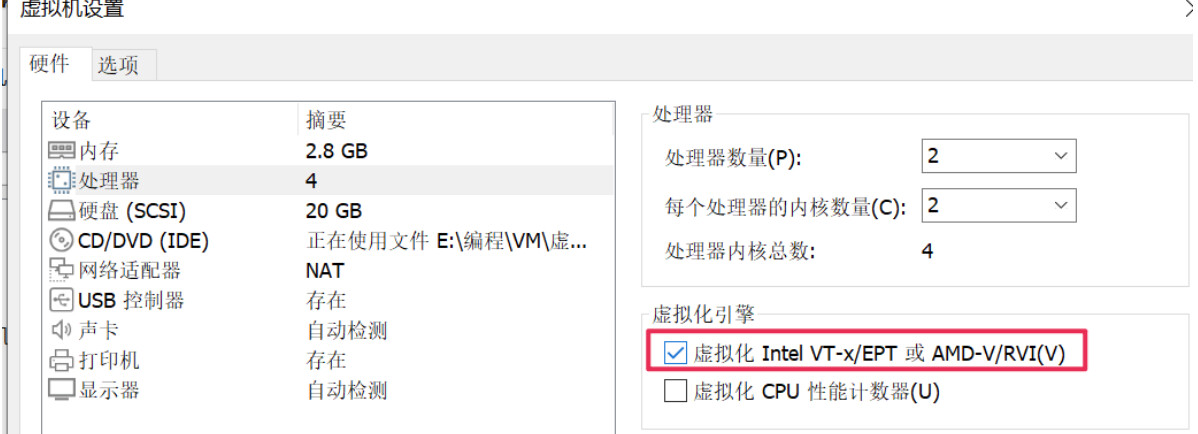 虚拟机设置
硬件 选项
设备 摘要
内存 2.8 GB
处理器 4
硬盘 (SCSI) 20 GB
CD/DVD (IDE) 正在使用文件 E:\编程\VM\虚...
网络适配器 NAT
USB 控制器 存在
声卡 自动检测
打印机 存在
显示器 自动检测
处理器
处理器数量(P): 2
每个处理器的内核数量(C): 2
处理器内核总数: 4
虚拟化引擎
虚拟化 Intel VT-x/EPT 或 AMD-V/RVI(V)
虚拟化 CPU 性能计数器(U)